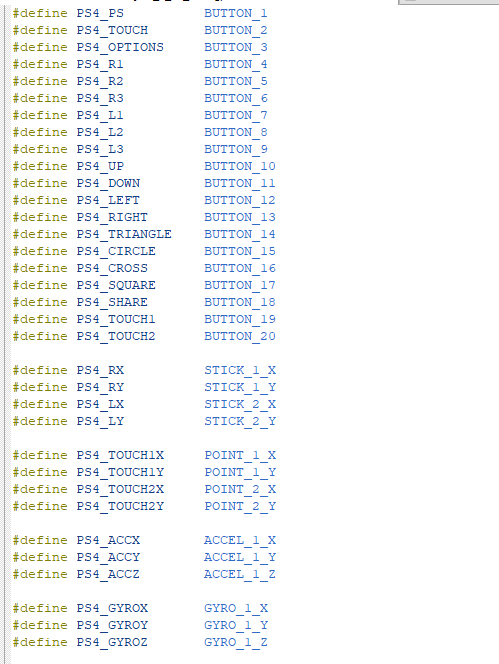 #define PS4_PS BUTTON_1
#define PS4_TOUCH BUTTON_2
#define PS4_OPTIONS BUTTON_3
#define PS4_R1 BUTTON_4
#define PS4_R2 BUTTON_5
#define PS4_R3 BUTTON_6
#define PS4_L1 BUTTON_7
#define PS4_L2 BUTTON_8
#define PS4_L3 BUTTON_9
#define PS4_UP BUTTON_10
#define PS4_DOWN BUTTON_11
#define PS4_LEFT BUTTON_12
#define PS4_RIGHT BUTTON_13
#define PS4_TRIANGLE BUTTON_14
#define PS4_CIRCLE BUTTON_15
#define PS4_CROSS BUTTON_16
#define PS4_SQUARE BUTTON_17
#define PS4_SHARE BUTTON_18
#define PS4_TOUCH1 BUTTON_19
#define PS4_TOUCH2 BUTTON_20
#define PS4_RX STICK_1_X
#define PS4_RY STICK_1_Y
#define PS4_LX STICK_2_X
#define PS4_LY STICK_2_Y
#define PS4_TOUCH1X POINT_1_X
#define PS4_TOUCH1Y POINT_1_Y
#define PS4_TOUCH2X POINT_2_X
#define PS4_TOUCH2Y POINT_2_Y
#define PS4_ACCX ACCEL_1_X
#define PS4_ACCY ACCEL_1_Y
#define PS4_ACCZ ACCEL_1_Z
#define PS4_GYROX GYRO_1_X
#define PS4_GYROY GYRO_1_Y
#define PS4_GYROZ GYRO_1_Z